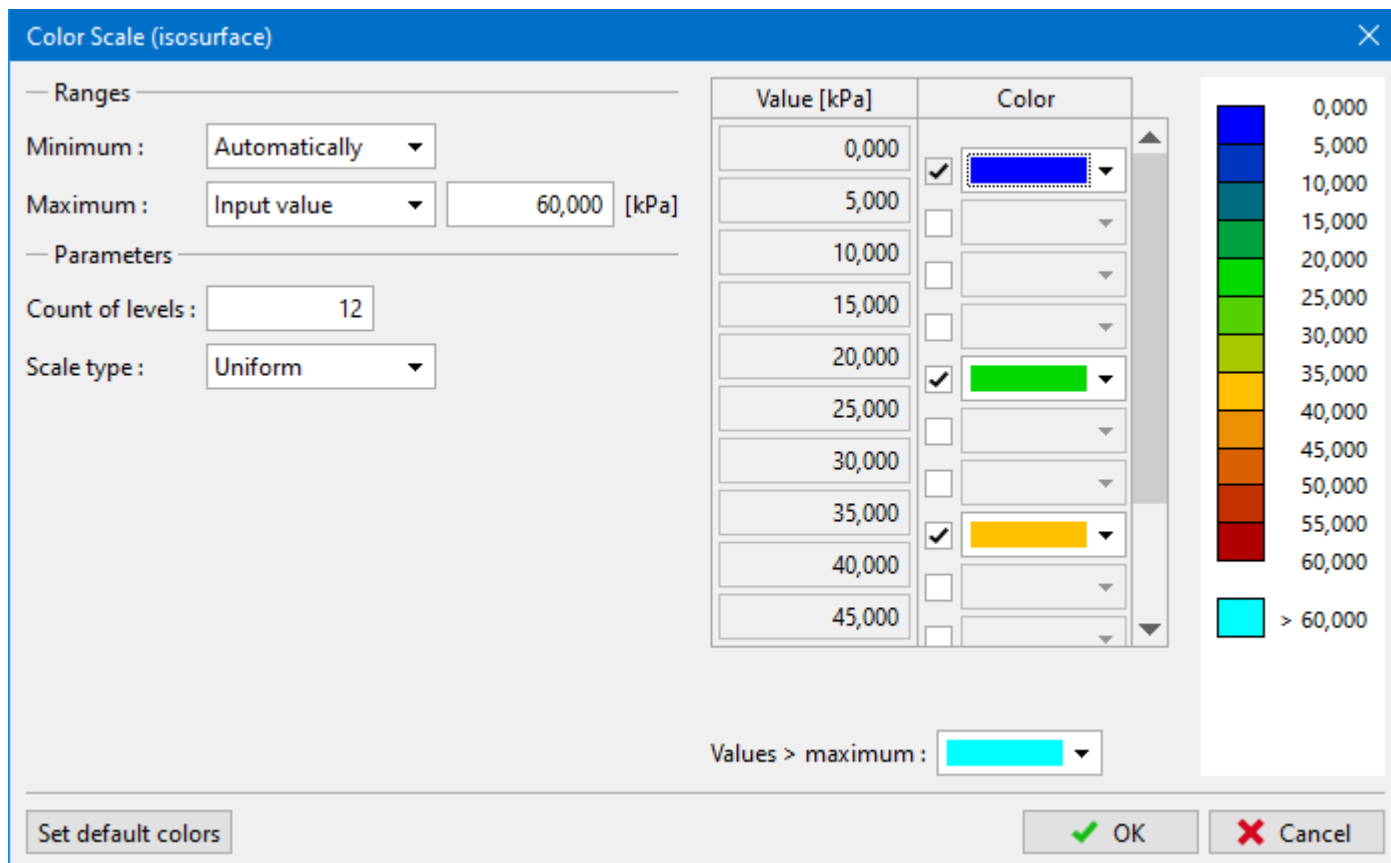 Color Scale (isosurface)
Ranges
Minimum :
Automatically
Maximum :
Input value
60,000 [kPa]
Parameters
Count of levels :
12
Scale type :
Uniform
Value [kPa]
Color
0,000
5,000
10,000
15,000
20,000
25,000
30,000
35,000
40,000
45,000
Values > maximum :
0,000
5,000
10,000
15,000
20,000
25,000
30,000
35,000
40,000
45,000
50,000
55,000
60,000
> 60,000
Set default colors
OK
Cancel